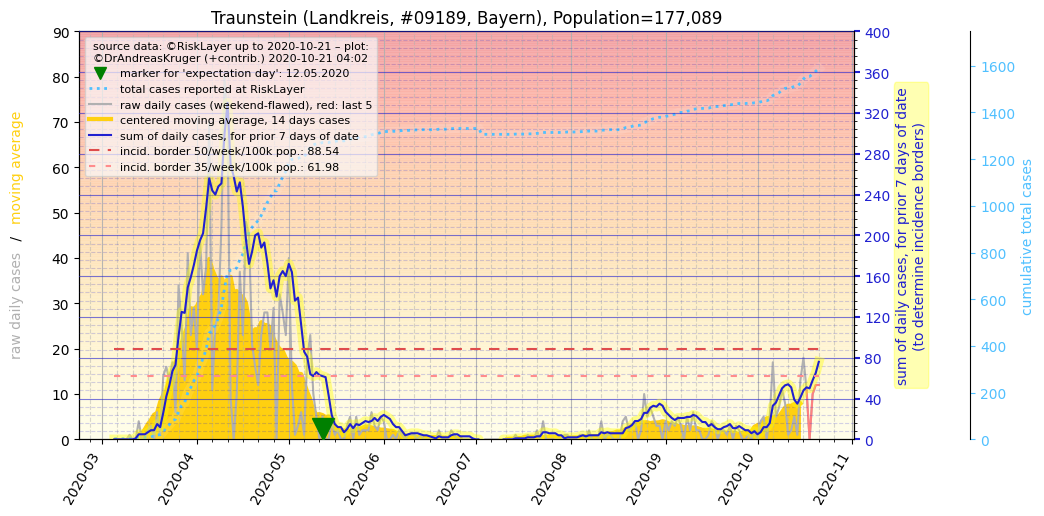 Traunstein (Landkreis, #09189, Bayern), Population=177,089
source data: ©RiskLayer up to 2020-10-21 – plot:
©DrAndreasKruger (+contrib.) 2020-10-21 04:02
marker for 'expectation day': 12.05.2020
total cases reported at RiskLayer
raw daily cases (weekend-flawed), red: last 5
centered moving average, 14 days cases
sum of daily cases, for prior 7 days of date
incid. border 50/week/100k pop.: 88.54
incid. border 35/week/100k pop.: 61.98
raw daily cases / moving average
90
80
70
60
50
40
30
20
10
0
2020-03
2020-04
2020-05
2020-06
2020-07
2020-08
2020-09
2020-10
2020-11
400
360
320
280
240
200
160
120
80
40
0
sum of daily cases, for prior 7 days of date
(to determine incidence borders)
1600
1400
1200
1000
800
600
400
200
0
cumulative total cases